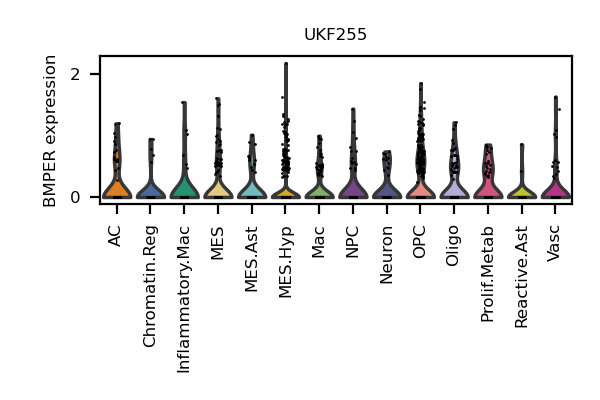 UKF255
BMPER expression
2
0
AC
Chromatin.Reg
Inflammatory.Mac
MES
MES.Ast
MES.Hyp
Mac
NPC
Neuron
OPC
Oligo
Prolif.Metab
Reactive.Ast
Vasc